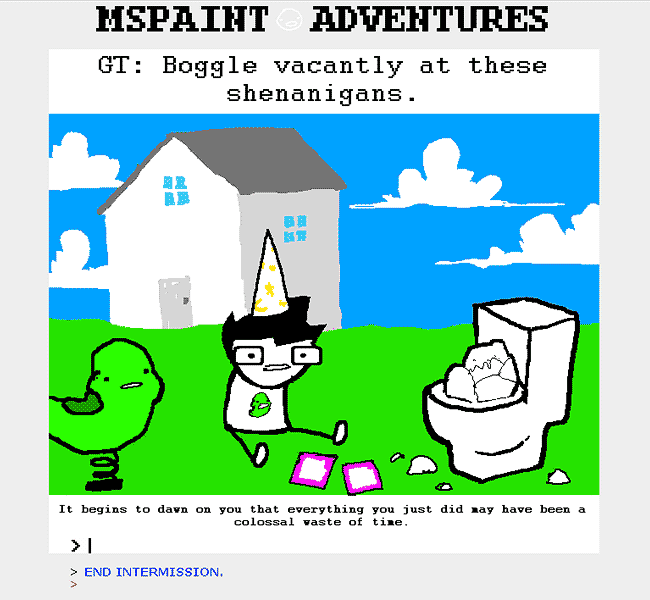 MSPAINT ADVENTURES
GT: Boggle vacantly at these
shenanigans.
It begins to dawn on you that everything you just did may have been a
colossal waste of time.
>|
> END INTERMISSION.
>